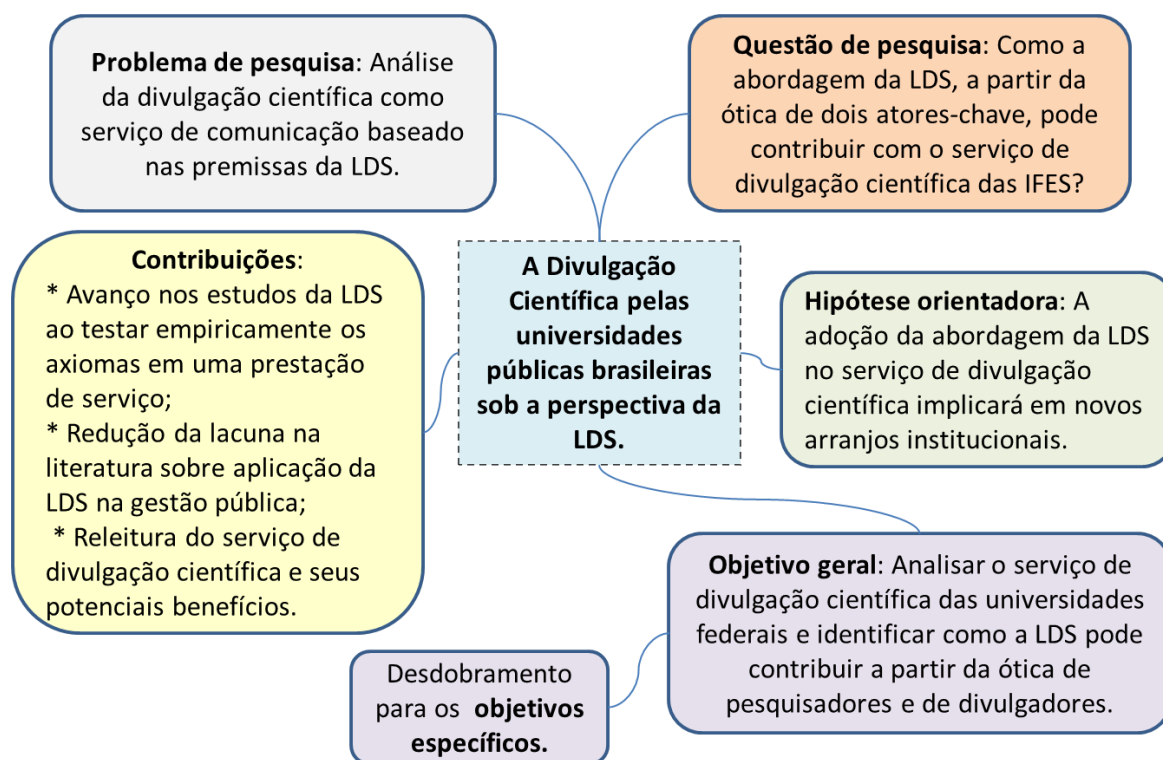 Problema de pesquisa: Análise
da divulgação científica como
serviço de comunicação baseado
nas premissas da LDS.
Questão de pesquisa: Como a
abordagem da LDS, a partir da
ótica de dois atores-chave, pode
contribuir com o serviço de
divulgação científica das IFES?
Contribuições:
* Avanço nos estudos da LDS
ao testar empiricamente os
axiomas em uma prestação
de serviço;
* Redução da lacuna na
literatura sobre aplicação da
LDS na gestão pública;
* Releitura do serviço de
divulgação científica e seus
potenciais benefícios.
A Divulgação
Científica pelas
universidades
públicas brasileiras
sob a perspectiva da
LDS.
Hipótese orientadora: A
adoção da abordagem da LDS
no serviço de divulgação
científica implicará em novos
arranjos institucionais.
Objetivo geral: Analisar o serviço de
divulgação científica das universidades
federais e identificar como a LDS pode
contribuir a partir da ótica de
pesquisadores e de divulgadores.
Desdobramento
para os objetivos
específicos.